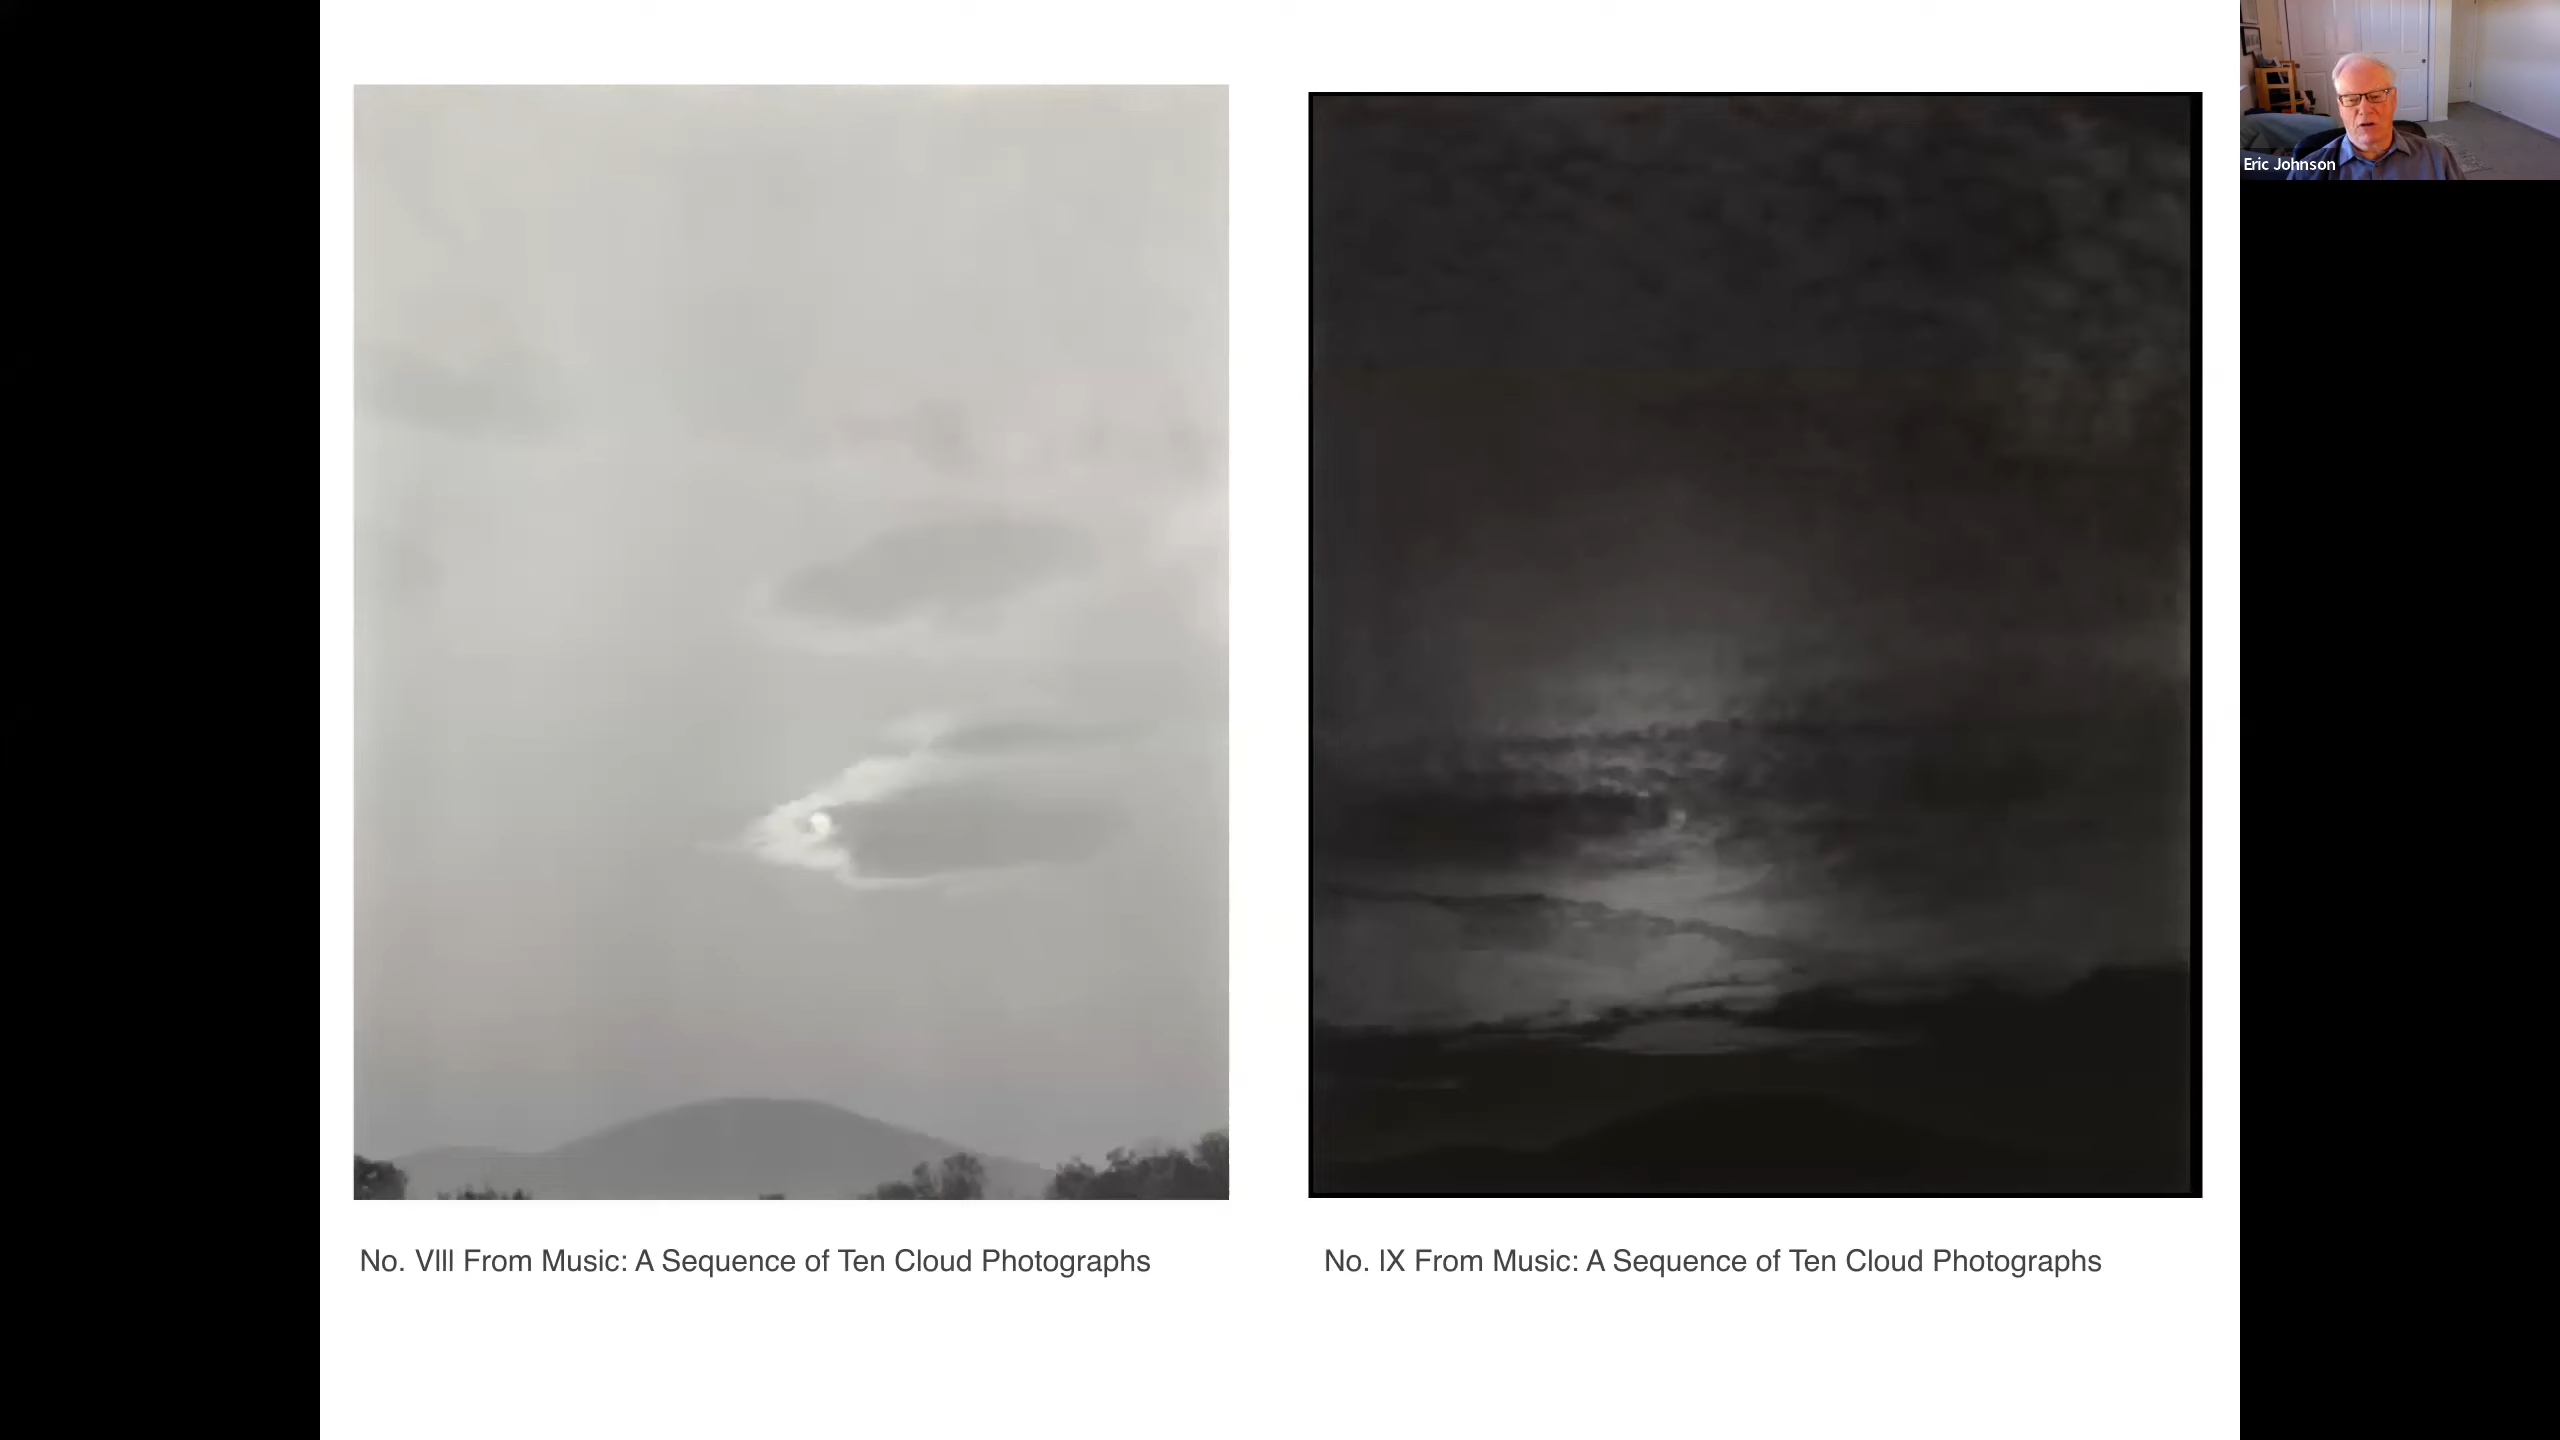 Eric Johnson
No. VIII From Music: A Sequence of Ten Cloud Photographs
No. IX From Music: A Sequence of Ten Cloud Photographs